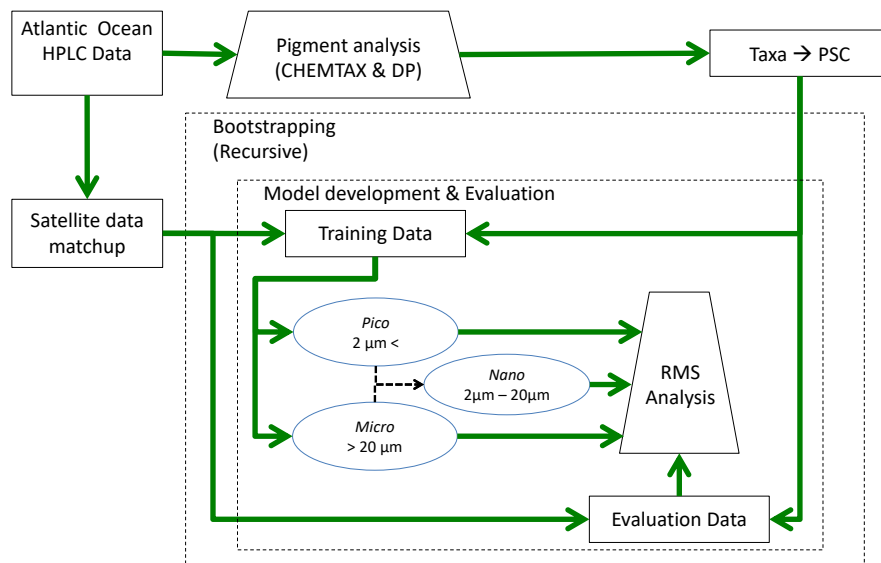 Atlantic Ocean
HPLC Data
Pigment analysis
(CHEMTAX & DP)
Taxa → PSC
Bootstrapping
(Recursive)
Model development & Evaluation
Satellite data
matchup
Training Data
Pico
2 µm <
Nano
2µm – 20µm
Micro
> 20 µm
RMS
Analysis
Evaluation Data